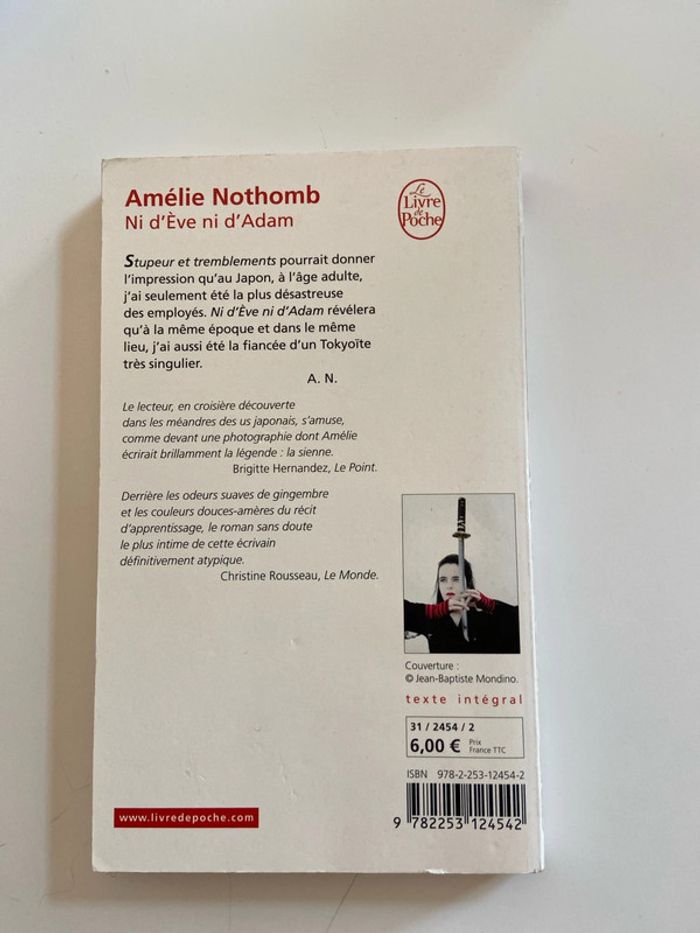 Amélie Nothomb
Ni d'Ève ni d'Adam
Le
Livre
de
Poche
Stupeur et tremblements pourrait donner
l'impression qu'au Japon, à l'âge adulte,
j'ai seulement été la plus désastreuse
des employés. Ni d'Ève ni d'Adam révélera
qu'à la même époque et dans le même
lieu, j'ai aussi été la fiancée d'un Tokyoïte
très singulier.
A. N.
Le lecteur, en croisière découverte
dans les méandres des us japonais, s'amuse,
comme devant une photographie dont Amélie
écrirait brillamment la légende : la sienne.
Brigitte Hernandez, Le Point.
Derrière les odeurs suaves de gingembre
et les couleurs douces-amères du récit
d'apprentissage, le roman sans doute
le plus intime de cette écrivain
définitivement atypique.
Christine Rousseau, Le Monde.
Couverture :
© Jean-Baptiste Mondino.
texte intégral
31 / 2454 / 2
6,00 € Prix
France TTC
ISBN 978-2-253-12454-2
9 782253 124542
www.livredepoche.com